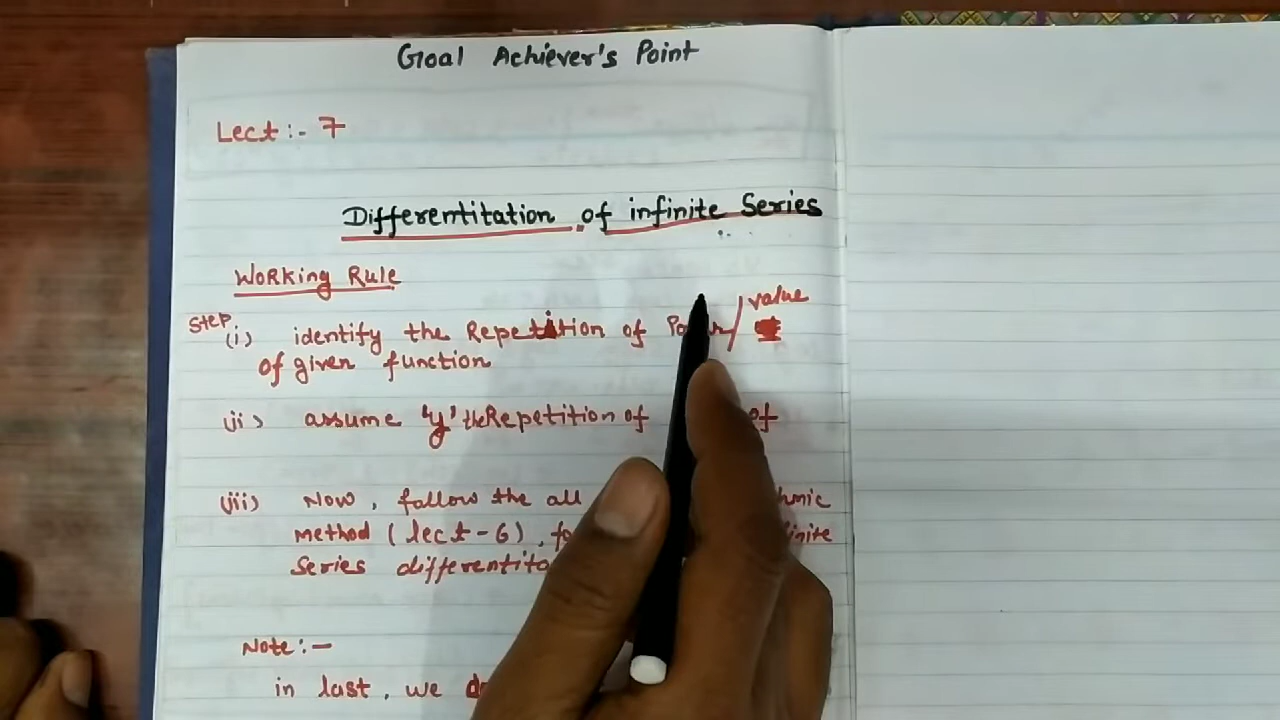 Goal Achiever's Point
Lect:- 7
Differentitation of infinite Series
Working Rule
Step (i) identify the Repetition of / value
of given function
(ii) assume 'y' the Repetition of of
(iii) Now, follow the all
method (lect-6),
Series
Note:-
in last, we